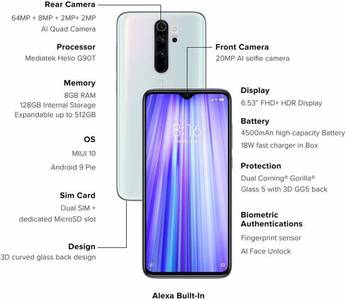 Rear Camera
64MP + 8MP + 2MP+ 2MP
AI Quad Camera
Processor
Mediatek Helio G90T
Memory
8GB RAM
128GB Internal Storage
Expandable up to 512GB
OS
MIUI 10
Android 9 Pie
Sim Card
Dual SIM +
dedicated MicroSD slot
Design
3D curved glass back design
Front Camera
20MP AI selfie camera
Display
6.53" FHD+ HDR Display
Battery
4500mAh high-capacity Battery
18W fast charger in Box
Protection
Dual Corning® Gorilla®
Glass 5 with 3D GG5 back
Biometric
Authentications
Fingerprint sensor
AI Face Unlock
8:16
Alexa Built-In